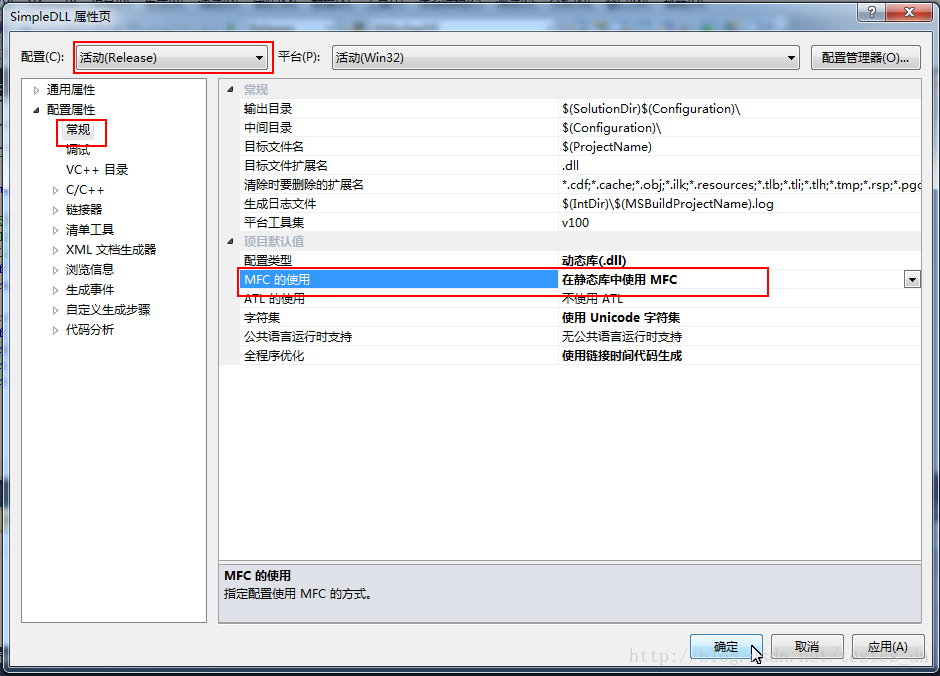 SimpleDLL 属性页
配置(C): 活动(Release) 平台(P): 活动(Win32) 配置管理器(O)...
通用属性
配置属性
常规
调试
VC++ 目录
C/C++
链接器
清单工具
XML 文档生成器
浏览信息
生成事件
自定义生成步骤
代码分析
常规
输出目录 $(SolutionDir)$(Configuration)\
中间目录 $(Configuration)\
目标文件名 $(ProjectName)
目标文件扩展名 .dll
清除时要删除的扩展名 *.cdf;*.cache;*.obj;*.ilk;*.resources;*.tlb;*.tli;*.tlh;*.tmp;*.rsp;*.pgc
生成日志文件 $(IntDir)\$(MSBuildProjectName).log
平台工具集 v100
项目默认值
配置类型 动态库(.dll)
MFC 的使用 在静态库中使用 MFC
ATL 的使用 不使用 ATL
字符集 使用 Unicode 字符集
公共语言运行时支持 无公共语言运行时支持
全程序优化 使用链接时间代码生成
MFC 的使用
指定配置使用 MFC 的方式。
确定 取消 应用(A)